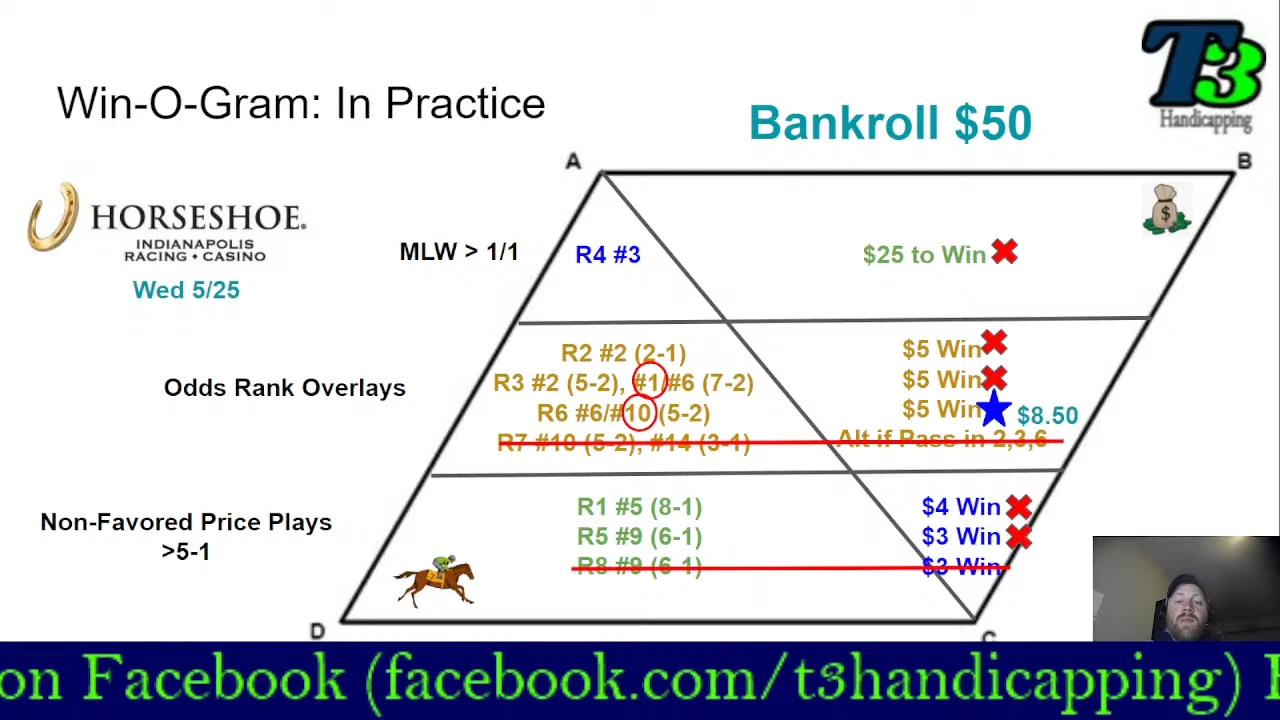 T3
Handicapping
Win-O-Gram: In Practice
Bankroll $50
A
B
HORSESHOE.
INDIANAPOLIS
RACING • CASINO
Wed 5/25
MLW > 1/1
R4 #3
$25 to Win
$
Odds Rank Overlays
R2 #2 (2-1)
$5 Win
R3 #2 (5-2), #1/#6 (7-2)
$5 Win
R6 #6/#10 (5-2)
$5 Win
$8.50
R7 #10 (5-2), #14 (3-1)
Alt if Pass in 2,3,6
Non-Favored Price Plays
>5-1
R1 #5 (8-1)
$4 Win
R5 #9 (6-1)
$3 Win
R8 #9 (6-1)
$3 Win
D
C
on Facebook (facebook.com/t3handicapping)